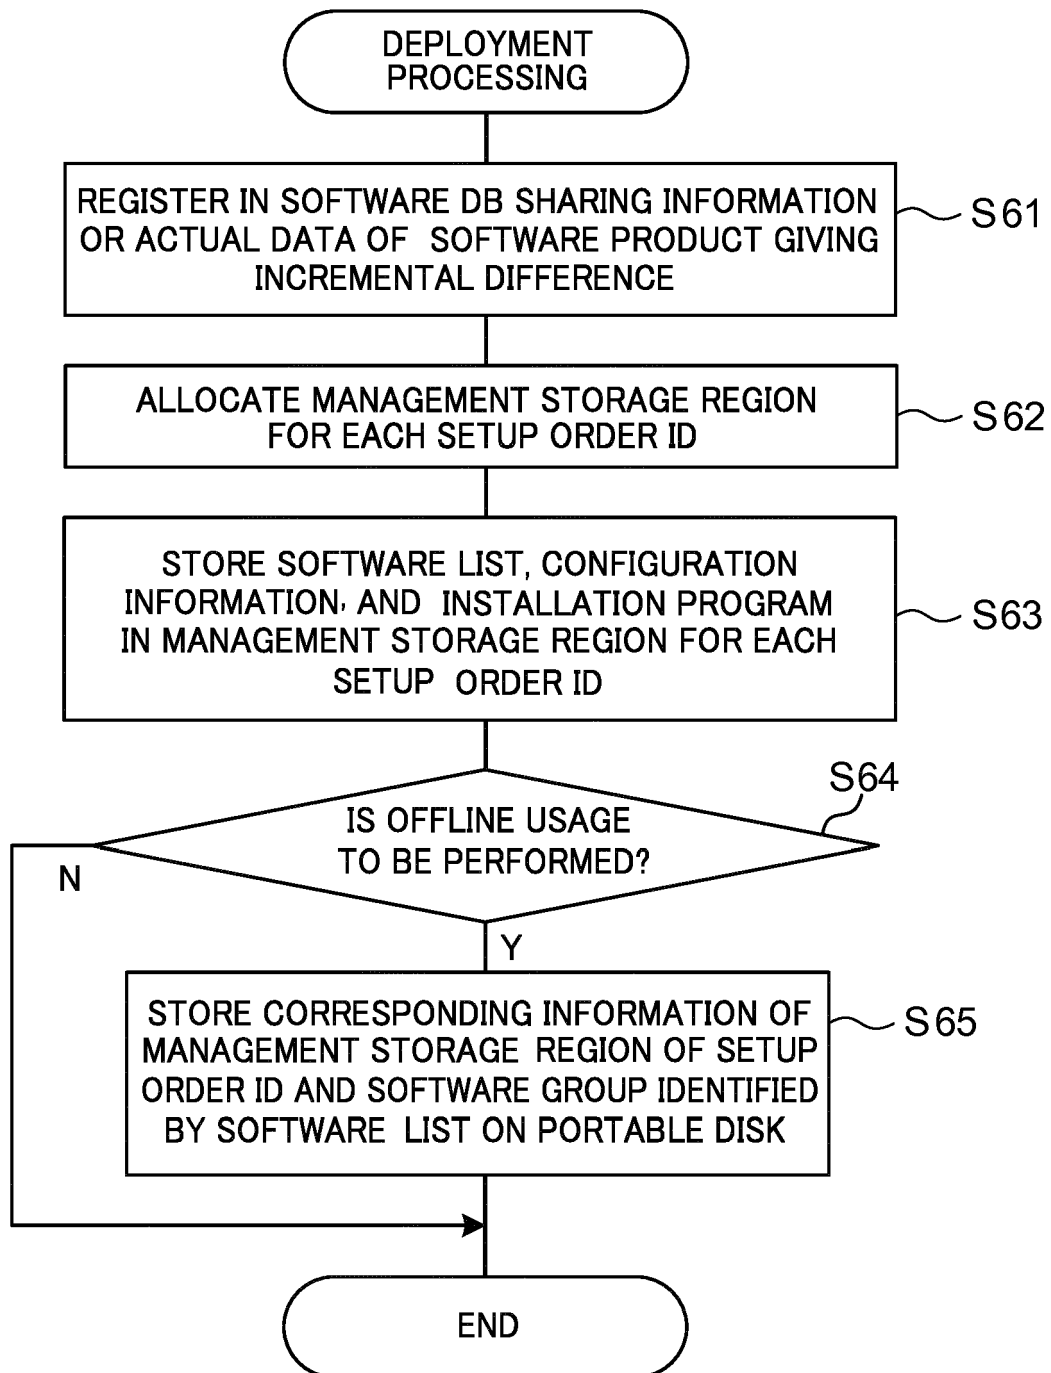 DEPLOYMENT
PROCESSING
REGISTER IN SOFTWARE DB SHARING INFORMATION
OR ACTUAL DATA OF SOFTWARE PRODUCT GIVING
INCREMENTAL DIFFERENCE
S61
ALLOCATE MANAGEMENT STORAGE REGION
FOR EACH SETUP ORDER ID
S62
STORE SOFTWARE LIST, CONFIGURATION
INFORMATION, AND INSTALLATION PROGRAM
IN MANAGEMENT STORAGE REGION FOR EACH
SETUP ORDER ID
S63
S64
IS OFFLINE USAGE
TO BE PERFORMED?
N
Y
STORE CORRESPONDING INFORMATION OF
MANAGEMENT STORAGE REGION OF SETUP
ORDER ID AND SOFTWARE GROUP IDENTIFIED
BY SOFTWARE LIST ON PORTABLE DISK
S65
END